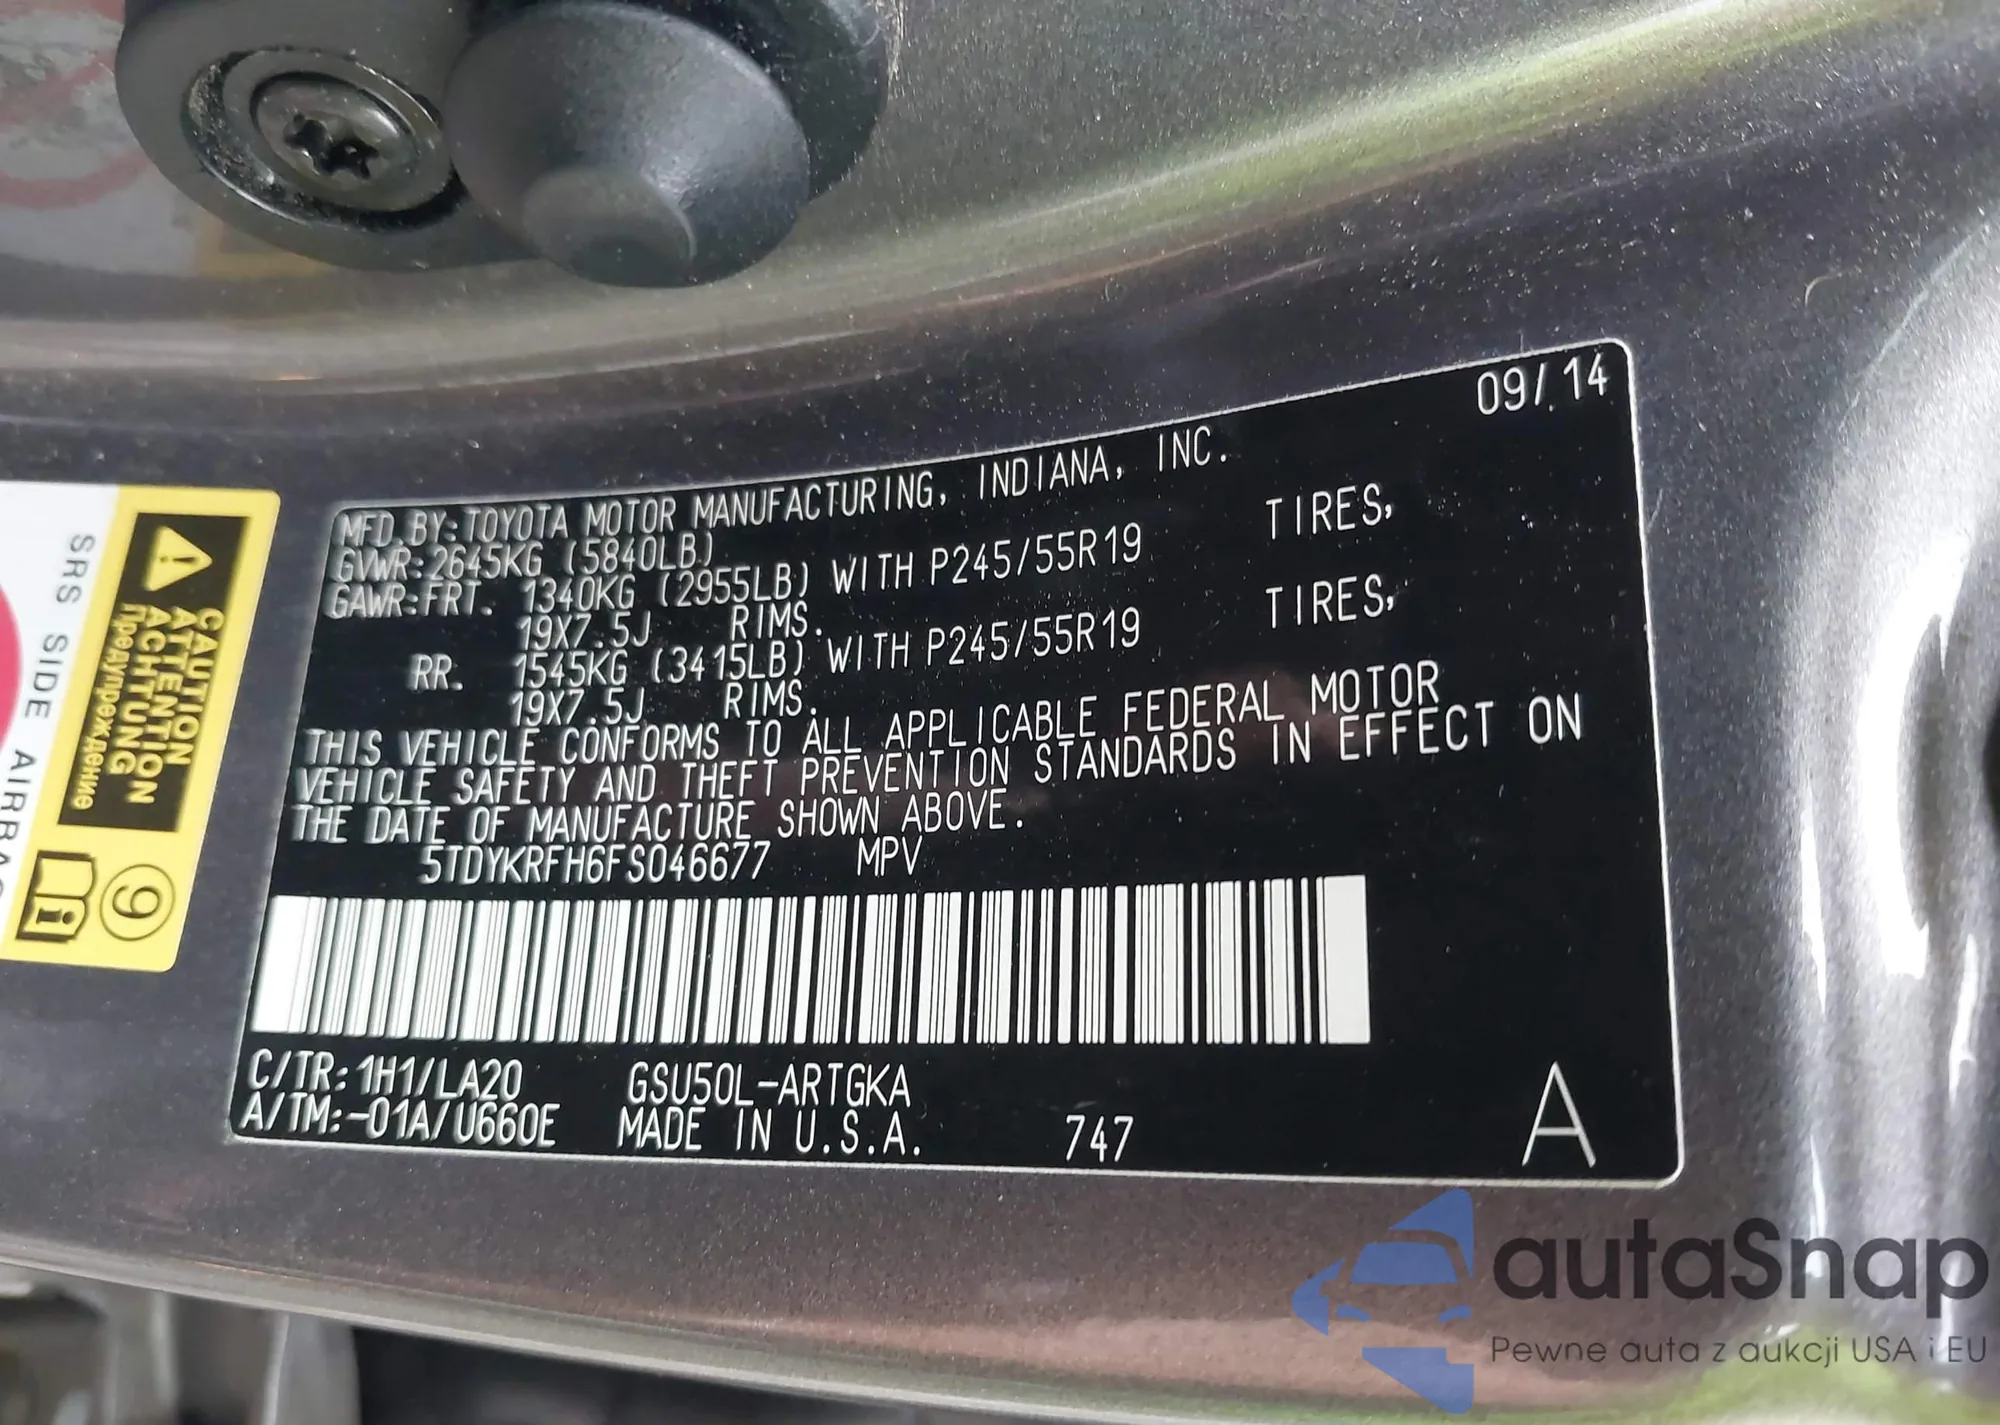 09/14
MFD.BY:TOYOTA MOTOR MANUFACTURING, INDIANA, INC.
GVWR:2645KG (5840LB)
GAWR:FRT. 1340KG (2955LB) WITH P245/55R19 TIRES,
19X7.5J RIMS.
RR. 1545KG (3415LB) WITH P245/55R19 TIRES,
19X7.5J RIMS.
THIS VEHICLE CONFORMS TO ALL APPLICABLE FEDERAL MOTOR
VEHICLE SAFETY AND THEFT PREVENTION STANDARDS IN EFFECT ON
THE DATE OF MANUFACTURE SHOWN ABOVE.
5TDYKRFH6FS046677 MPV
C/TR:1H1/LA20 GSU50L-ARTGKA
A/TM:-01A/U660E MADE IN U.S.A. 747 A
CAUTION
ATTENTION
ACHTUNG
Предупреждение
9
SRS SIDE
autaSnap
Pewne auta z aukcji USA i EU